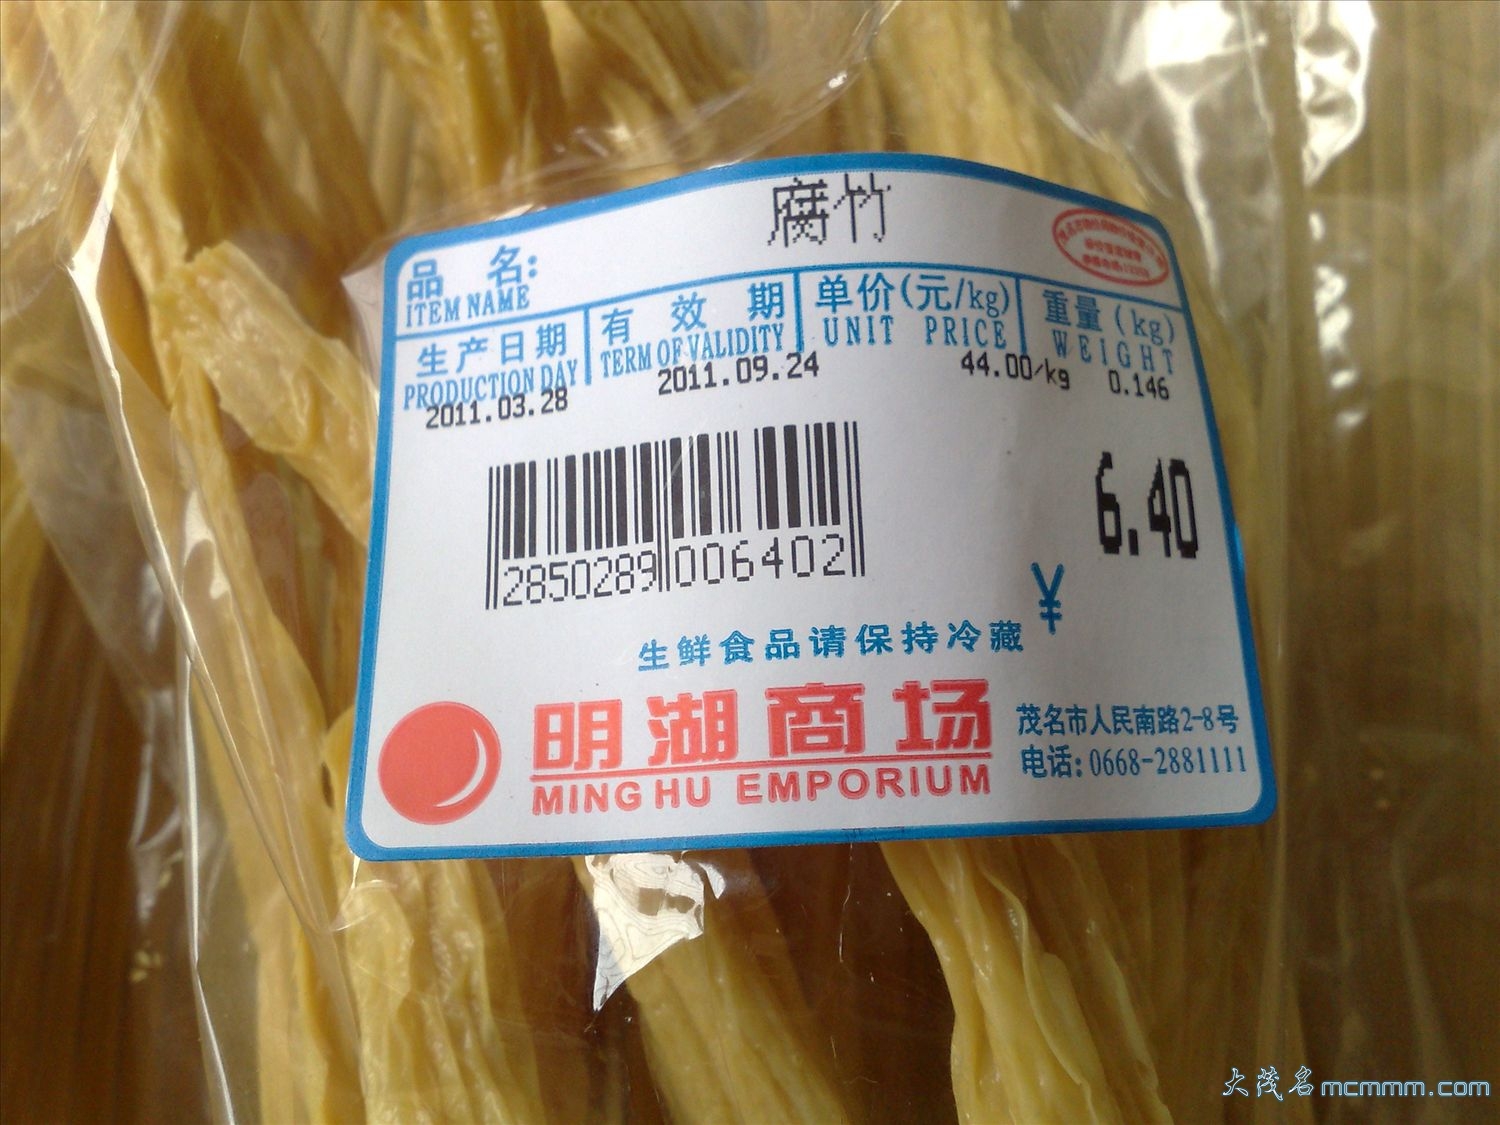 品 名: 腐竹
ITEM NAME
生产日期 有效期 单价(元/kg) 重量(kg)
PRODUCTION DAY TERM OF VALIDITY UNIT PRICE WEIGHT
2011.03.28 2011.09.24 44.00/kg 0.146
6.40
2850289 006402
¥
生鲜食品请保持冷藏
明湖商场
MING HU EMPORIUM
茂名市人民南路2-8号
电话: 0668-2881111
大茂名 mcmmm.com